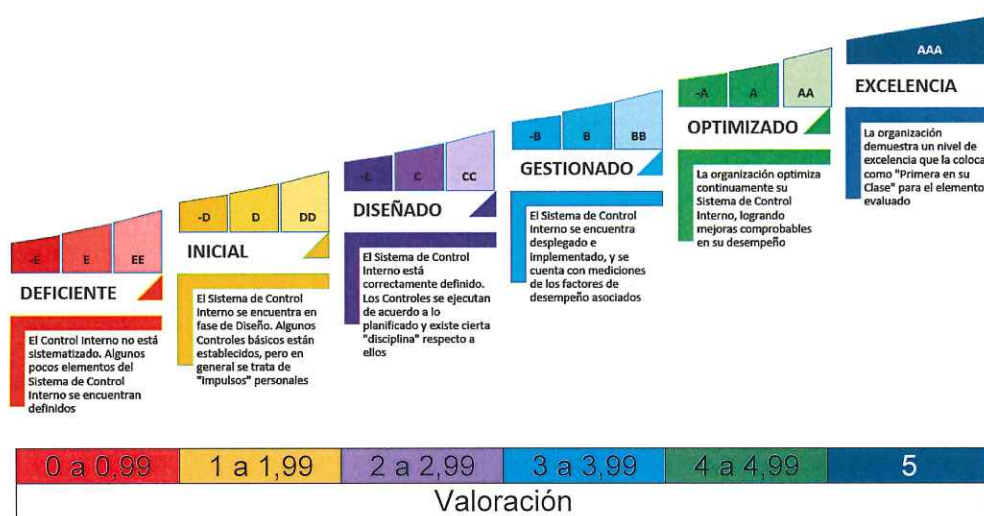 -E E EE
DEFICIENTE
El Control Interno no está
sistematizado. Algunos
pocos elementos del
Sistema de Control
Interno se encuentran
definidos
-D D DD
INICIAL
El Sistema de Control
Interno se encuentra en
fase de Diseño. Algunos
Controles básicos están
establecidos, pero en
general se trata de
"Impulsos" personales
C CC
DISEÑADO
El Sistema de Control
Interno está
correctamente definido.
Los Controles se ejecutan
de acuerdo a lo
planificado y existe cierta
"disciplina" respecto a
ellos
-B B BB
GESTIONADO
El Sistema de Control
Interno se encuentra
desplegado e
implementado, y se
cuenta con mediciones
de los factores de
desempeño asociados
-A A AA
OPTIMIZADO
La organización optimiza
continuamente su
Sistema de Control
Interno, logrando
mejoras comprobables
en su desempeño
AAA
EXCELENCIA
La organización
demuestra un nivel de
excelencia que la coloca
como "Primera en su
Clase" para el elemento
evaluado
0 a 0,99 1 a 1,99 2 a 2,99 3 a 3,99 4 a 4,99 5
Valoración